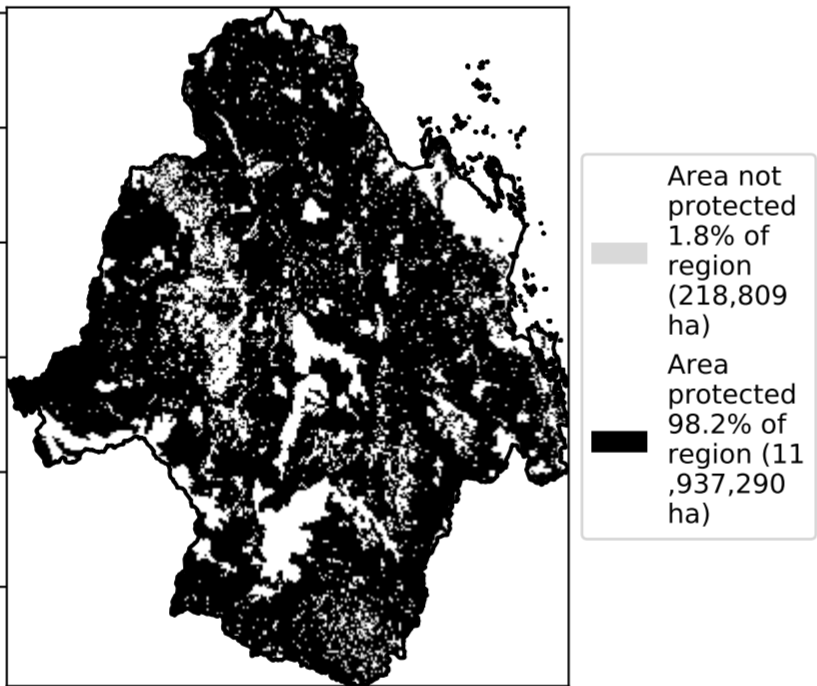 Area not
protected
1.8% of
region
(218,809
ha)
Area
protected
98.2% of
region (11
,937,290
ha)